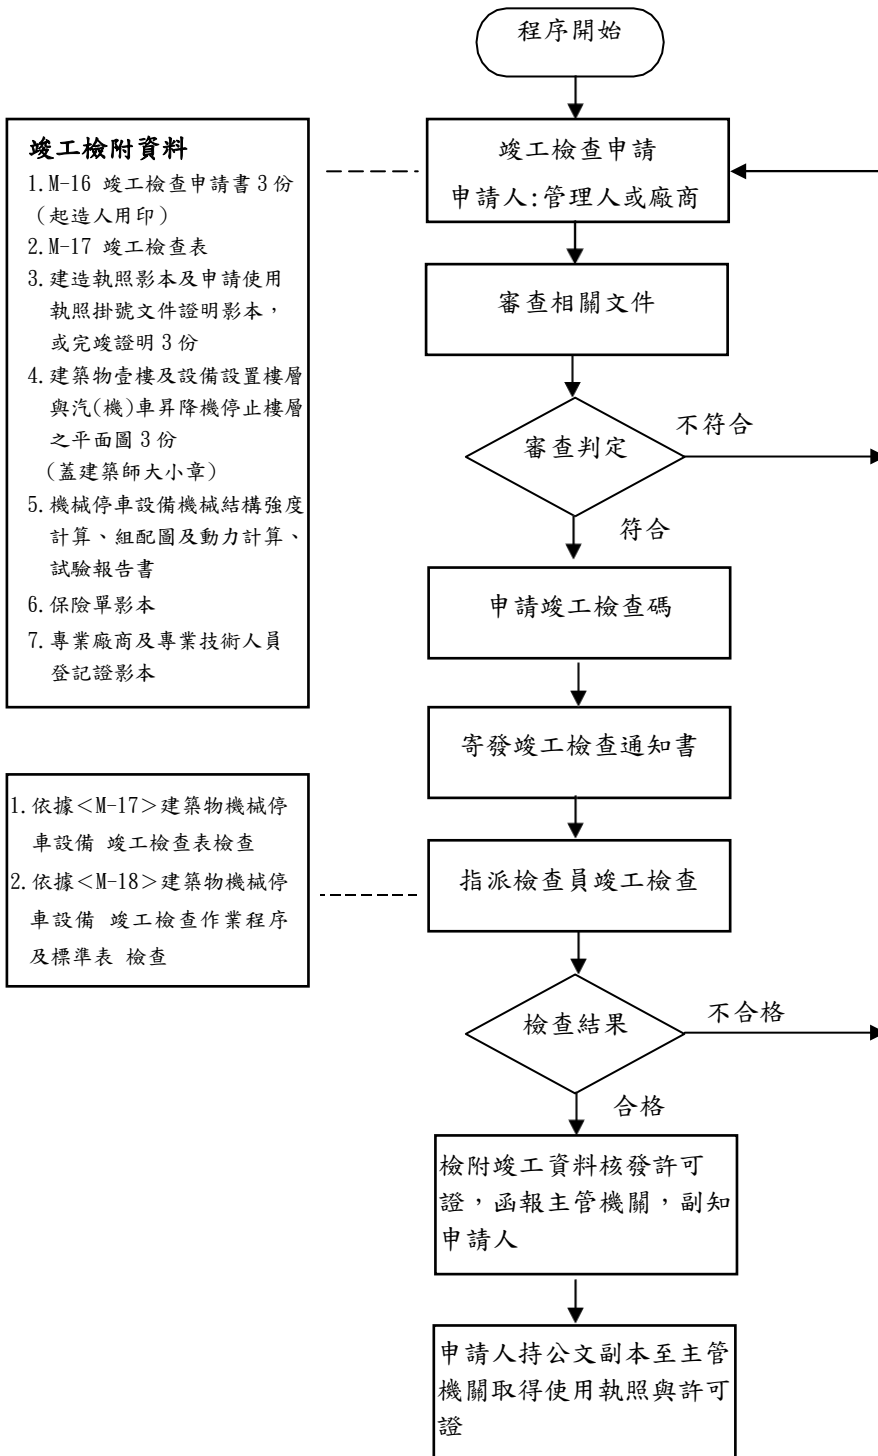 程序開始
竣工檢附資料
1.M-16 竣工檢查申請書3份
(起造人用印)
2.M-17 竣工檢查表
3.建造執照影本及申請使用
執照掛號文件證明影本，
或完竣證明3份
4.建築物壹樓及設備設置樓層
與汽(機)車昇降機停止樓層
之平面圖3份
(蓋建築師大小章)
5.機械停車設備機械結構強度
計算、組配圖及動力計算、
試驗報告書
6.保險單影本
7.專業廠商及專業技術人員
登記證影本
竣工檢查申請
申請人:管理人或廠商
審查相關文件
審查判定
不符合
符合
申請竣工檢查碼
寄發竣工檢查通知書
1.依據＜M-17＞建築物機械停
車設備 竣工檢查表檢查
2.依據＜M-18＞建築物機械停
車設備 竣工檢查作業程序
及標準表 檢查
指派檢查員竣工檢查
檢查結果
不合格
合格
檢附竣工資料核發許可
證，函報主管機關，副知
申請人
申請人持公文副本至主管
機關取得使用執照與許可
證